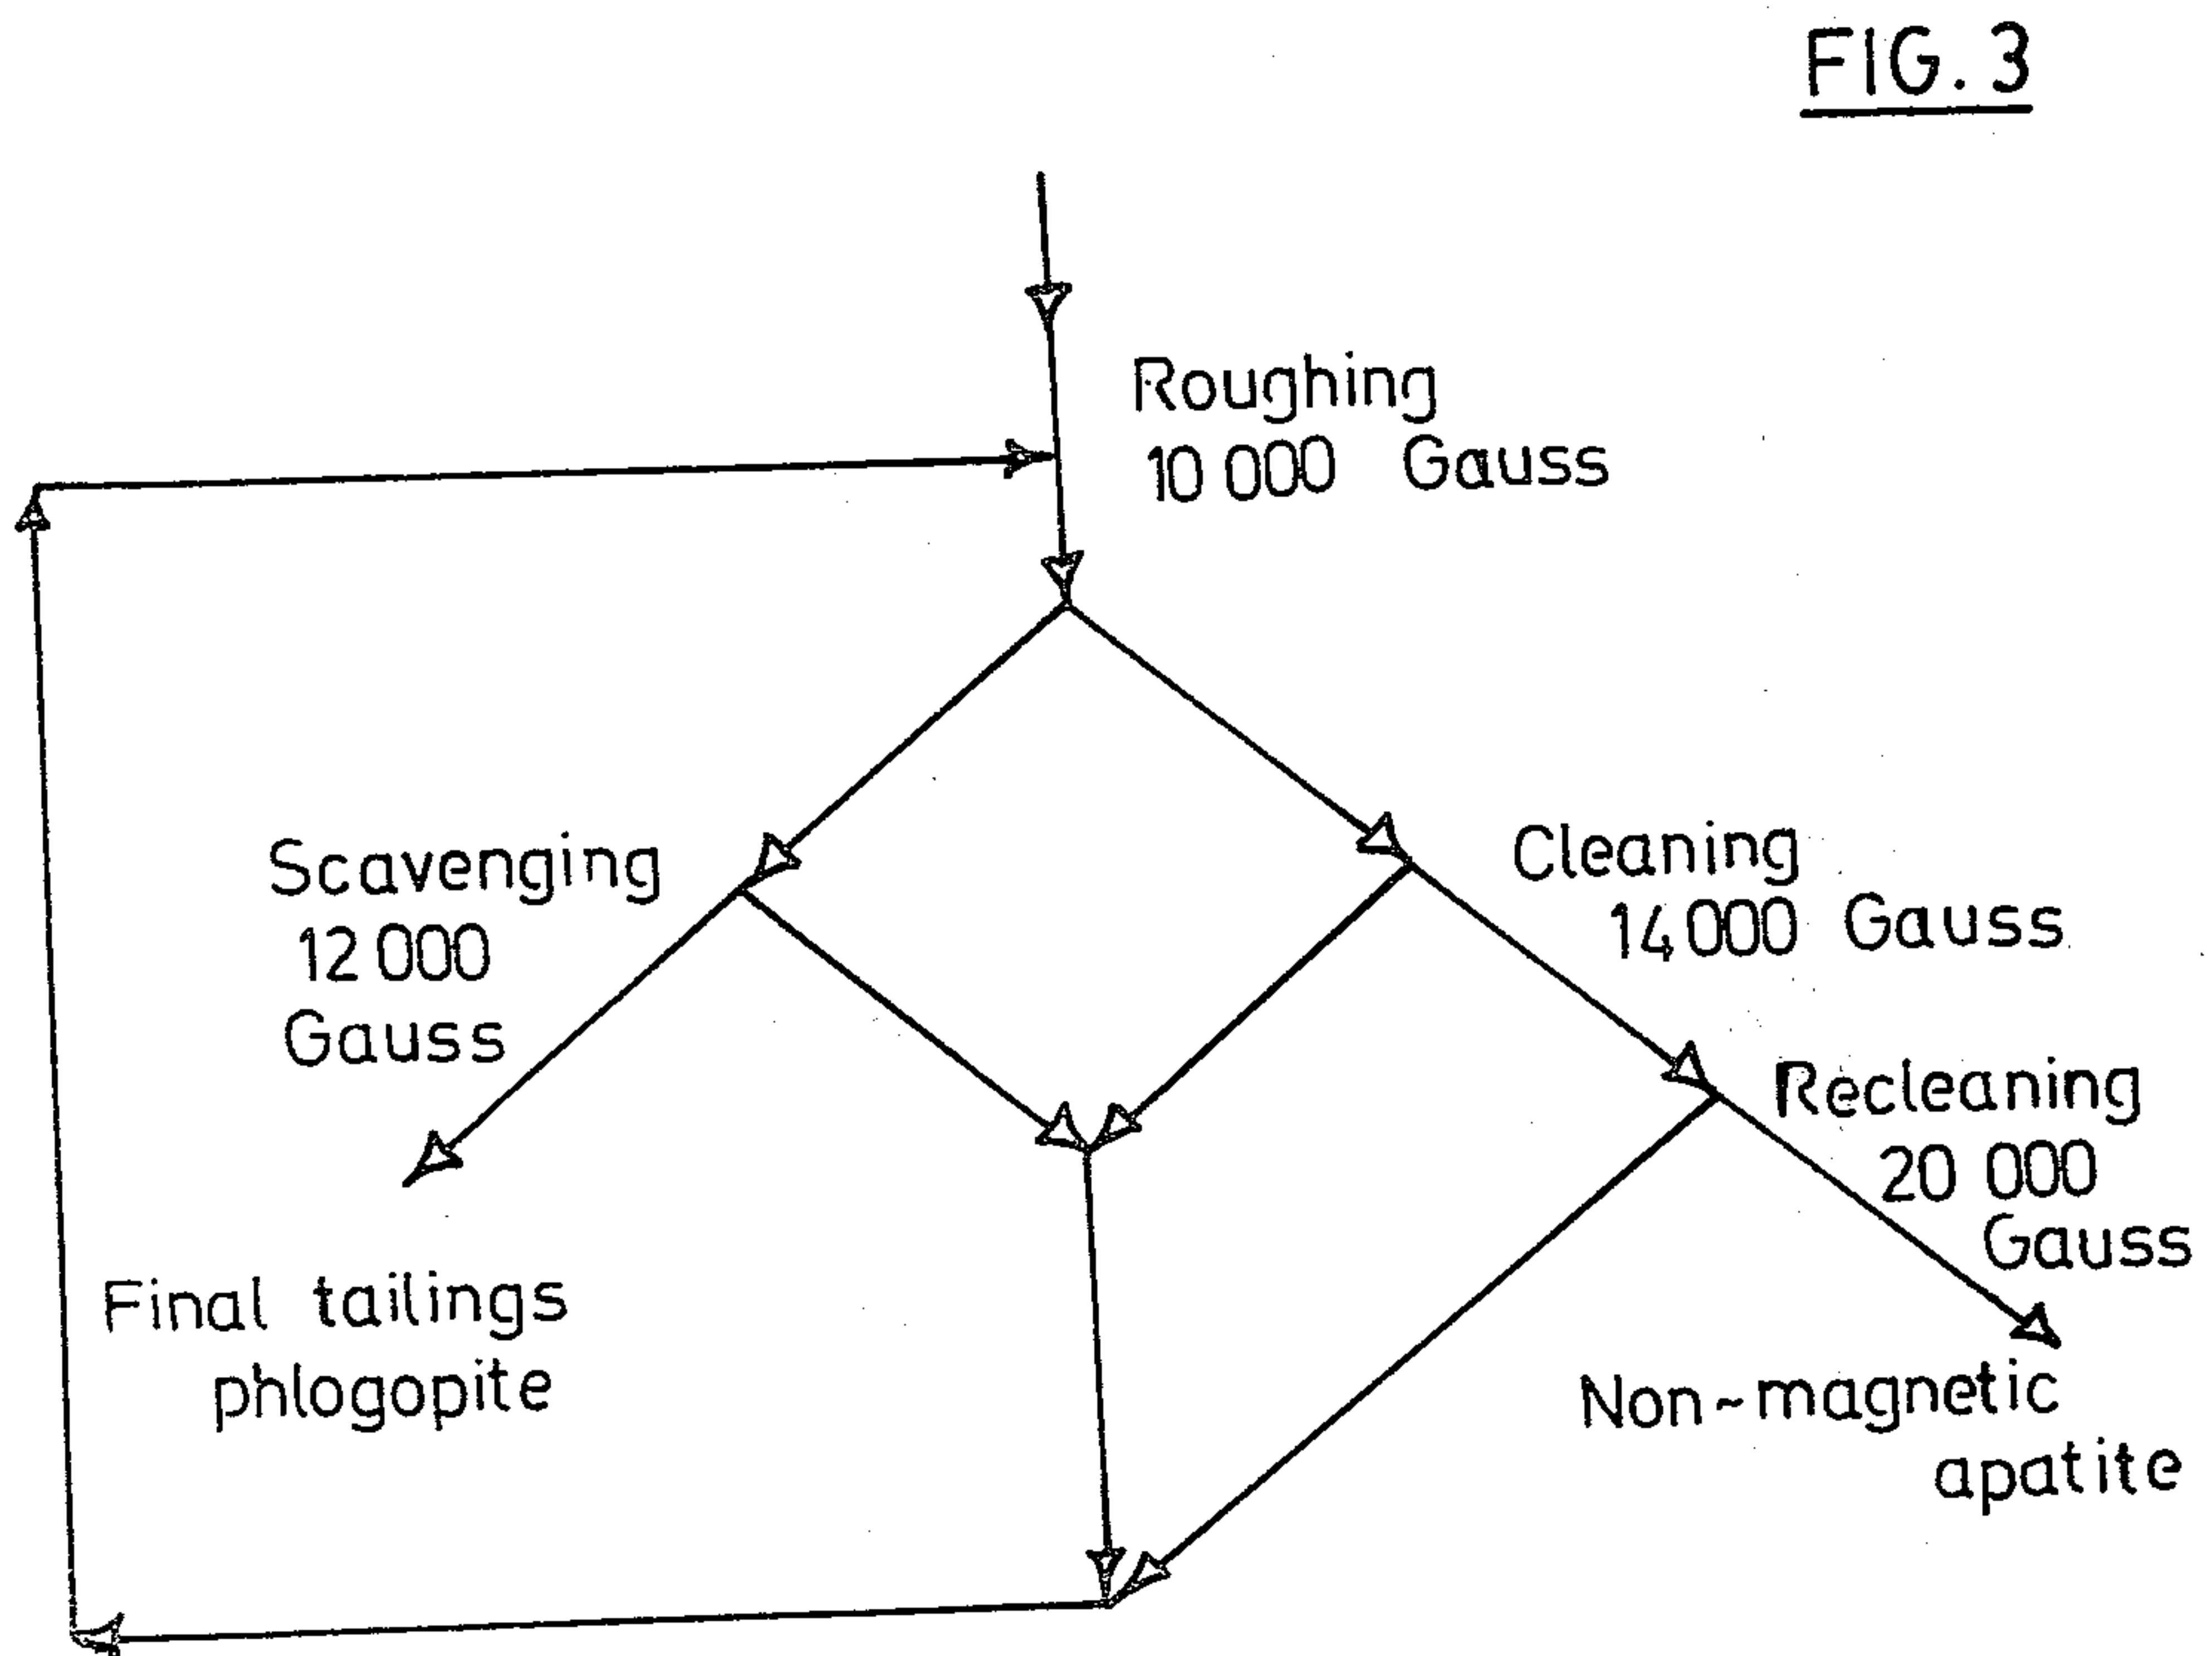 FIG. 3
Roughing
10 000 Gauss
Scavenging
12 000
Gauss
Cleaning
14 000 Gauss
Recleaning
20 000
Gauss
Final tailings
phlogopite
Non-magnetic
apatite